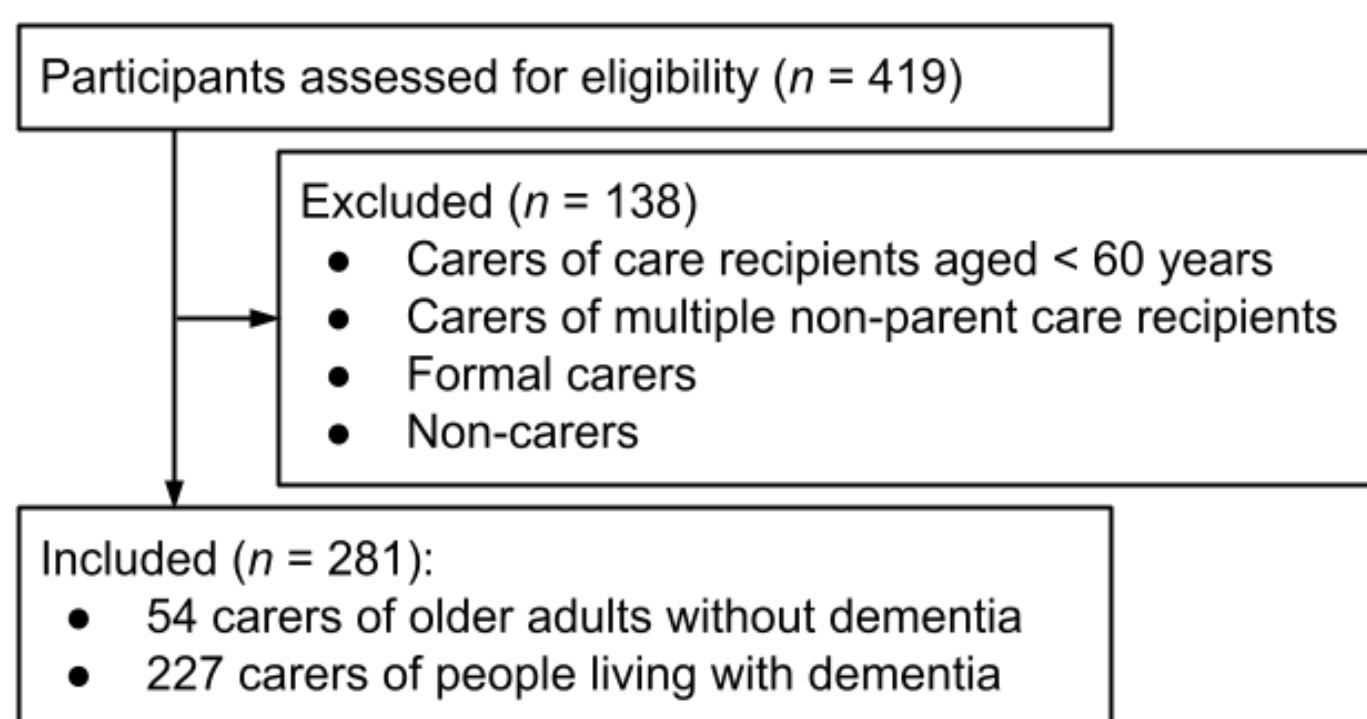 Participants assessed for eligibility (n = 419)
Excluded (n = 138)
● Carers of care recipients aged < 60 years
● Carers of multiple non-parent care recipients
● Formal carers
● Non-carers
Included (n = 281):
● 54 carers of older adults without dementia
● 227 carers of people living with dementia